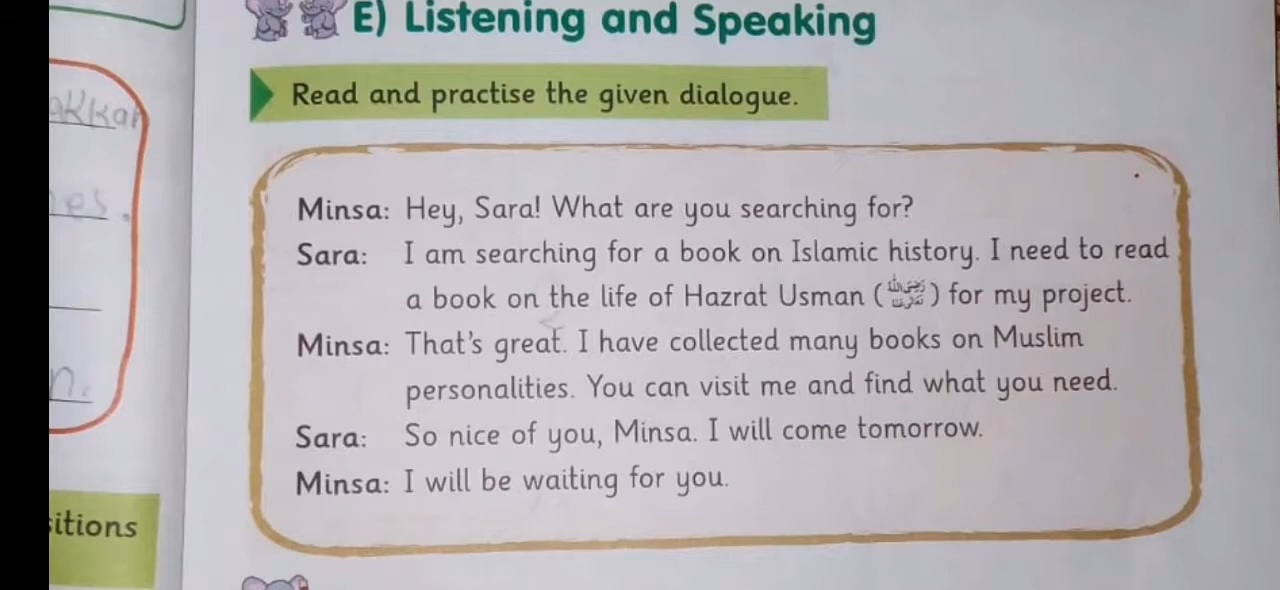 E) Listening and Speaking
Read and practise the given dialogue.
Minsa: Hey, Sara! What are you searching for?
Sara: I am searching for a book on Islamic history. I need to read
a book on the life of Hazrat Usman () for my project.
Minsa: That's great. I have collected many books on Muslim
personalities. You can visit me and find what you need.
Sara: So nice of you, Minsa. I will come tomorrow.
Minsa: I will be waiting for you.
akkah
es.
n.
itions